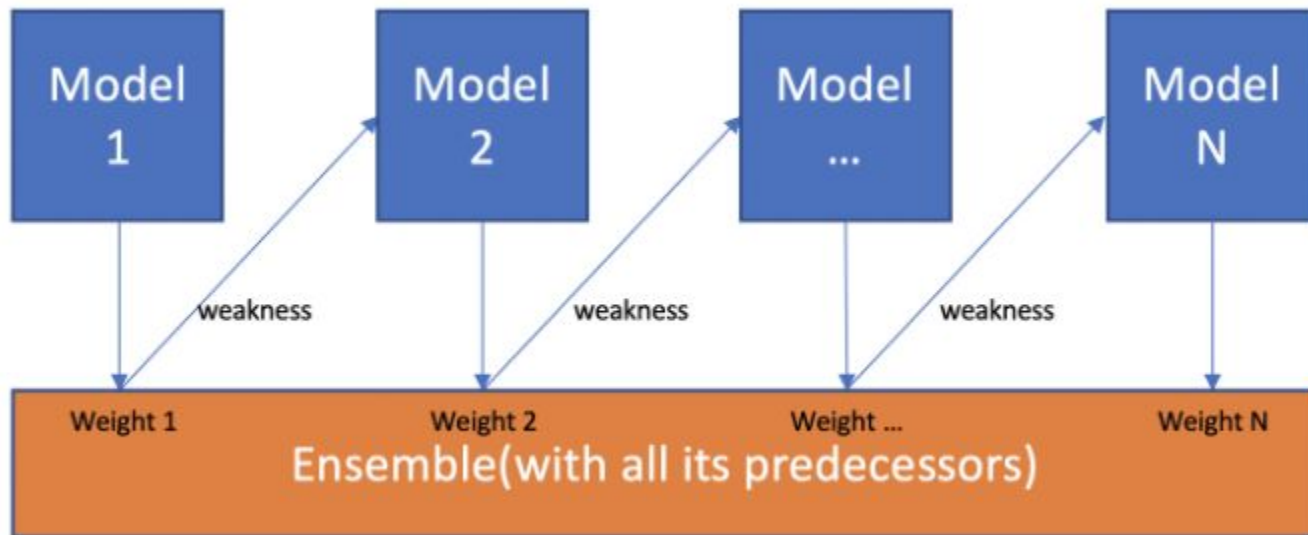 Model
1
Model
2
Model
...
Model
N
weakness
weakness
weakness
Weight 1
Weight 2
Weight ...
Weight N
Ensemble(with all its predecessors)